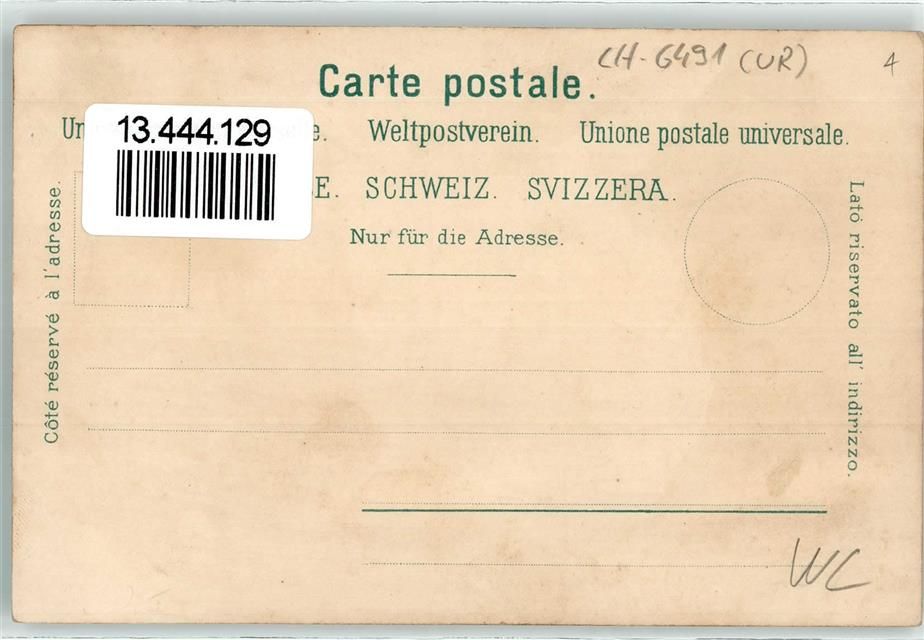 CH-6491 (UR)
4
Carte postale.
Weltpostverein. Unione postale universale.
13.444.129
SCHWEIZ. SVIZZERA.
Nur für die Adresse.
Côté réservé à l'adresse.
Lato riservato all' indirizzo.